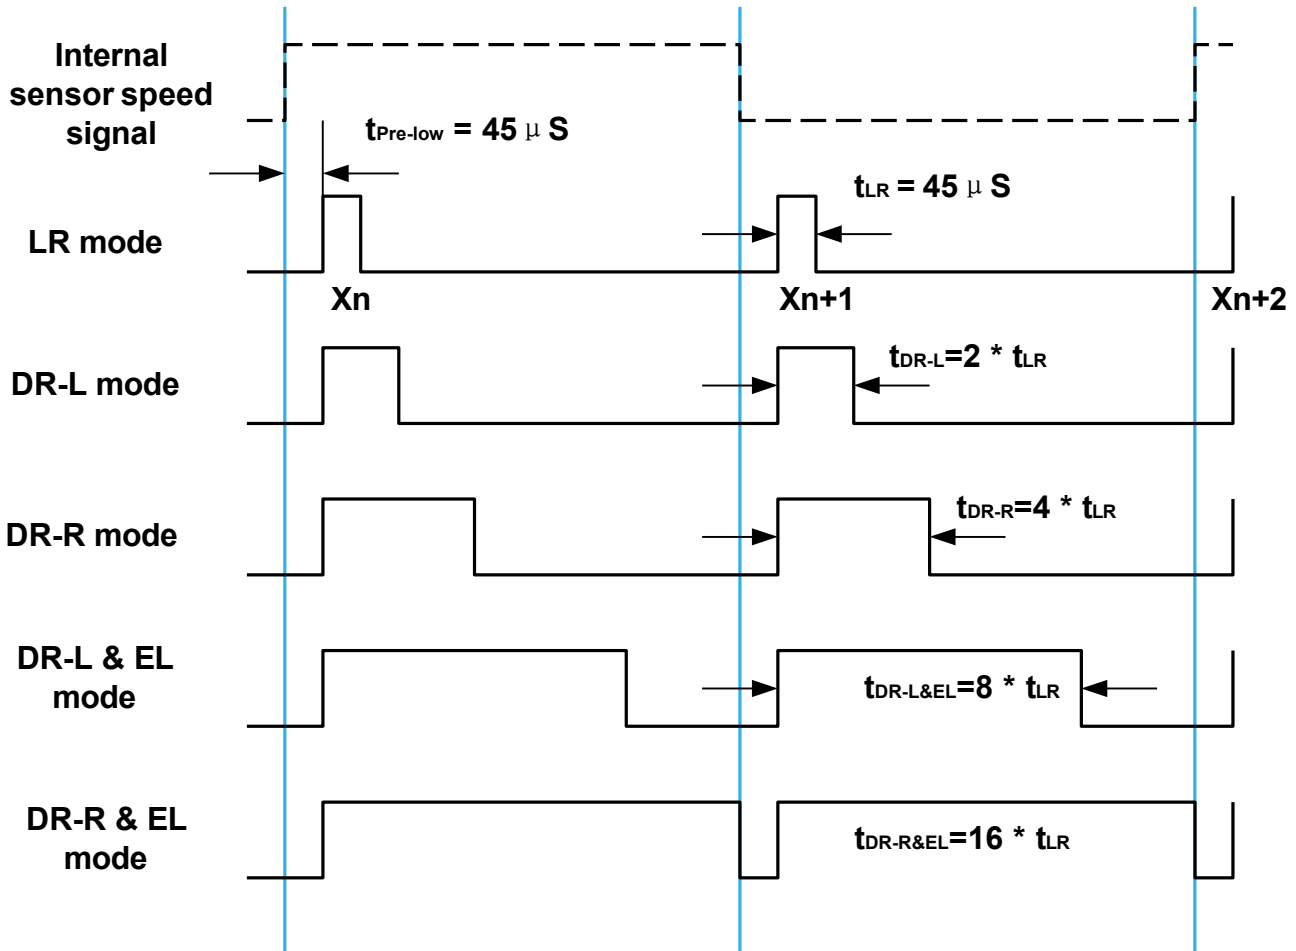 Internal
sensor speed
signal
tPre-low = 45 μ S
tLR = 45 μ S
LR mode
Xn
Xn+1
Xn+2
tDR-L=2 * tLR
DR-L mode
tDR-R=4 * tLR
DR-R mode
DR-L & EL
mode
tDR-L&EL=8 * tLR
DR-R & EL
mode
tDR-R&EL=16 * tLR